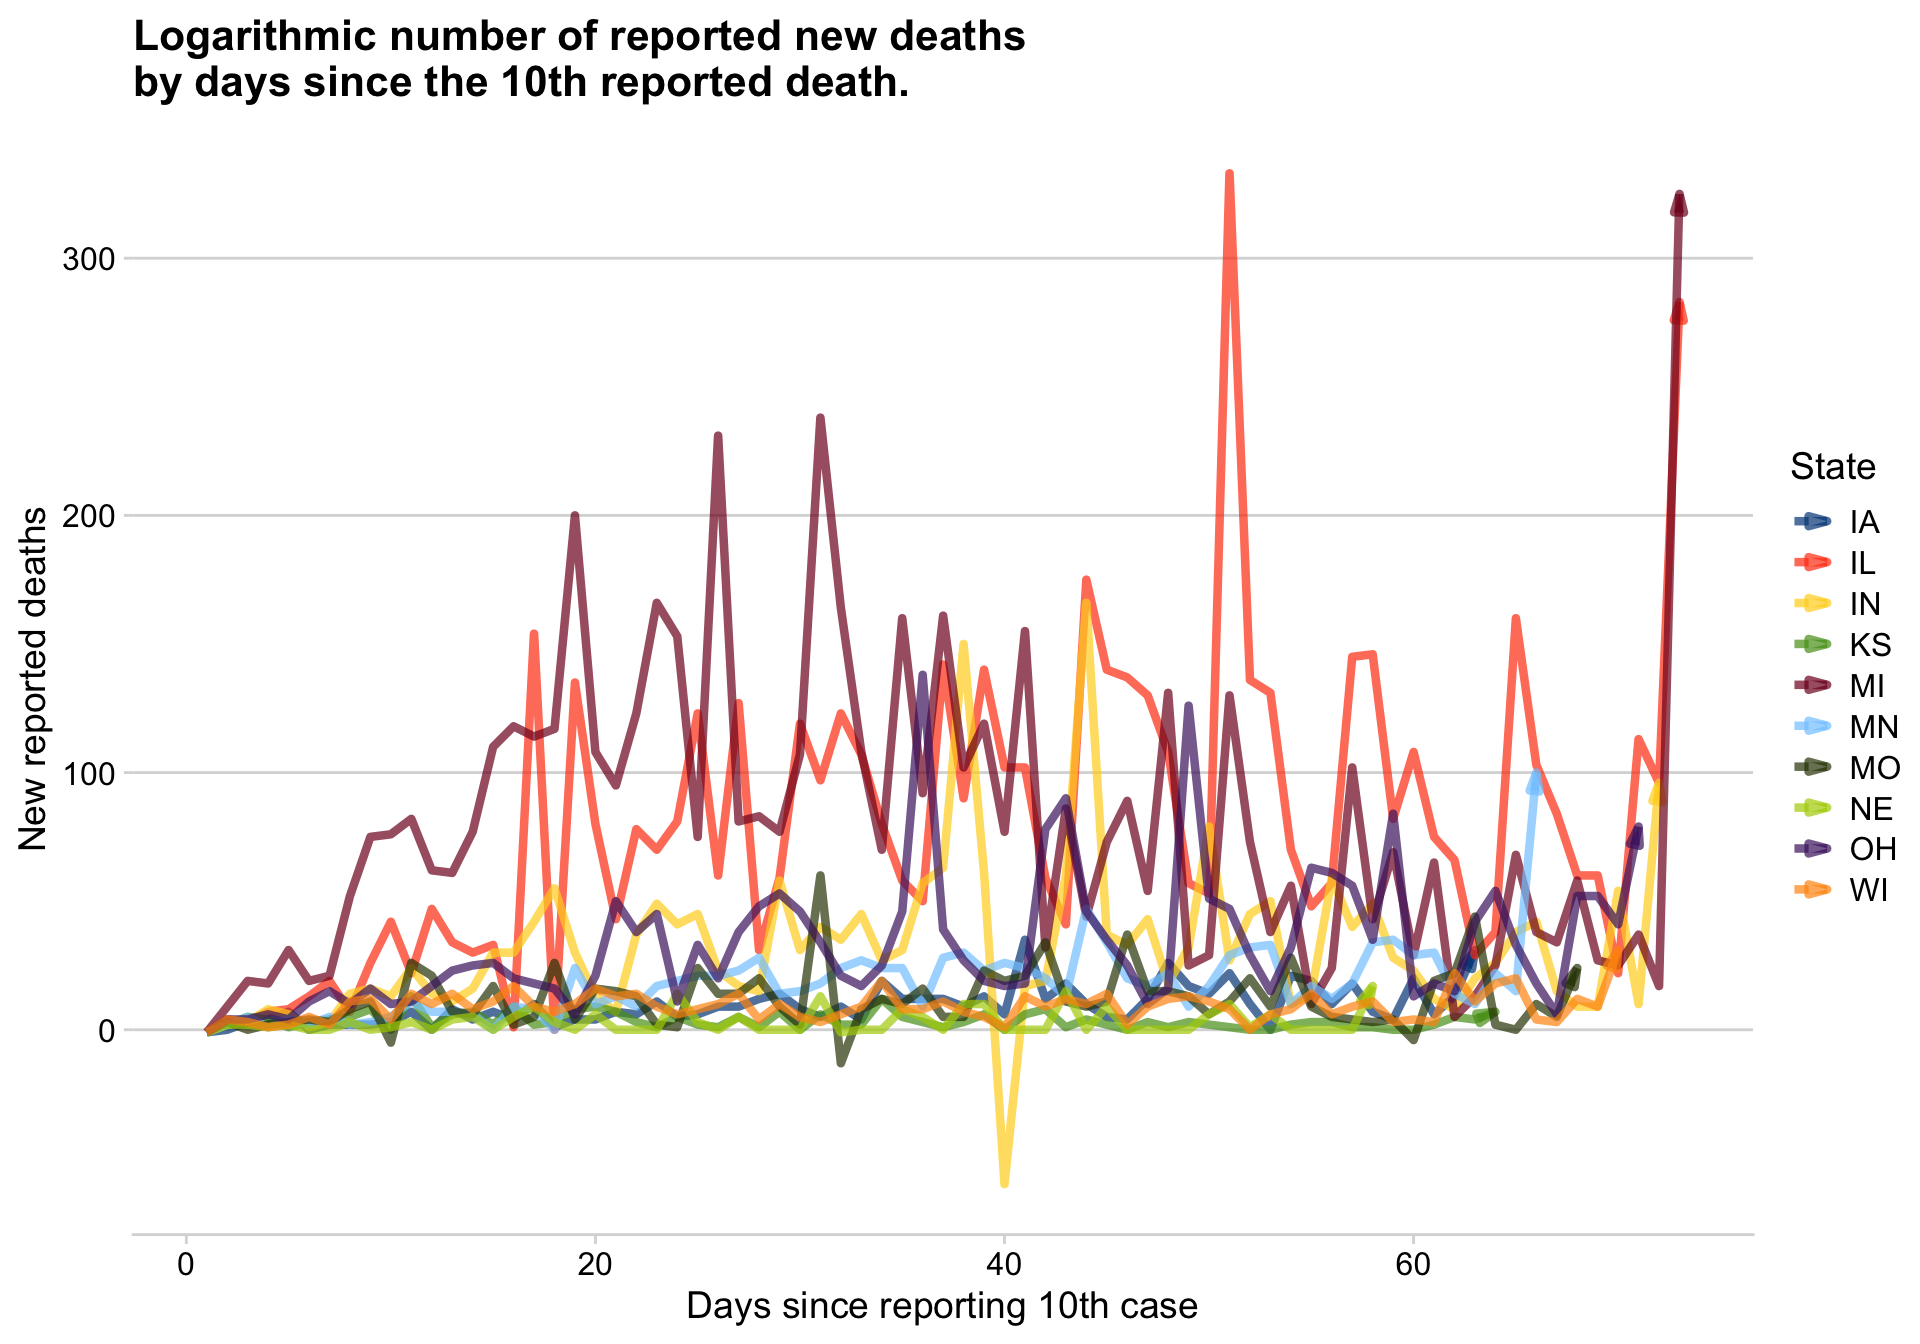 Logarithmic number of reported new deaths
by days since the 10th reported death.
New reported deaths
300
200
100
0
0
20
40
60
Days since reporting 10th case
State
IA
IL
IN
KS
MI
MN
MO
NE
OH
WI